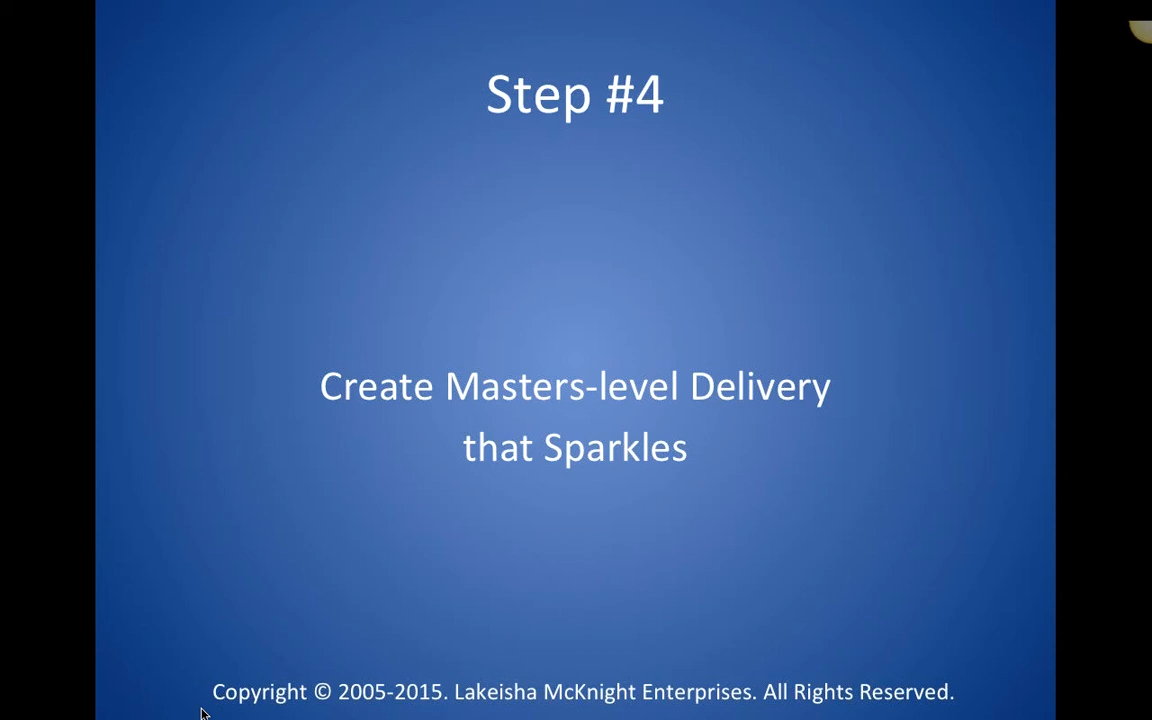 Step #4
Create Masters-level Delivery
that Sparkles
Copyright © 2005-2015. Lakeisha McKnight Enterprises. All Rights Reserved.